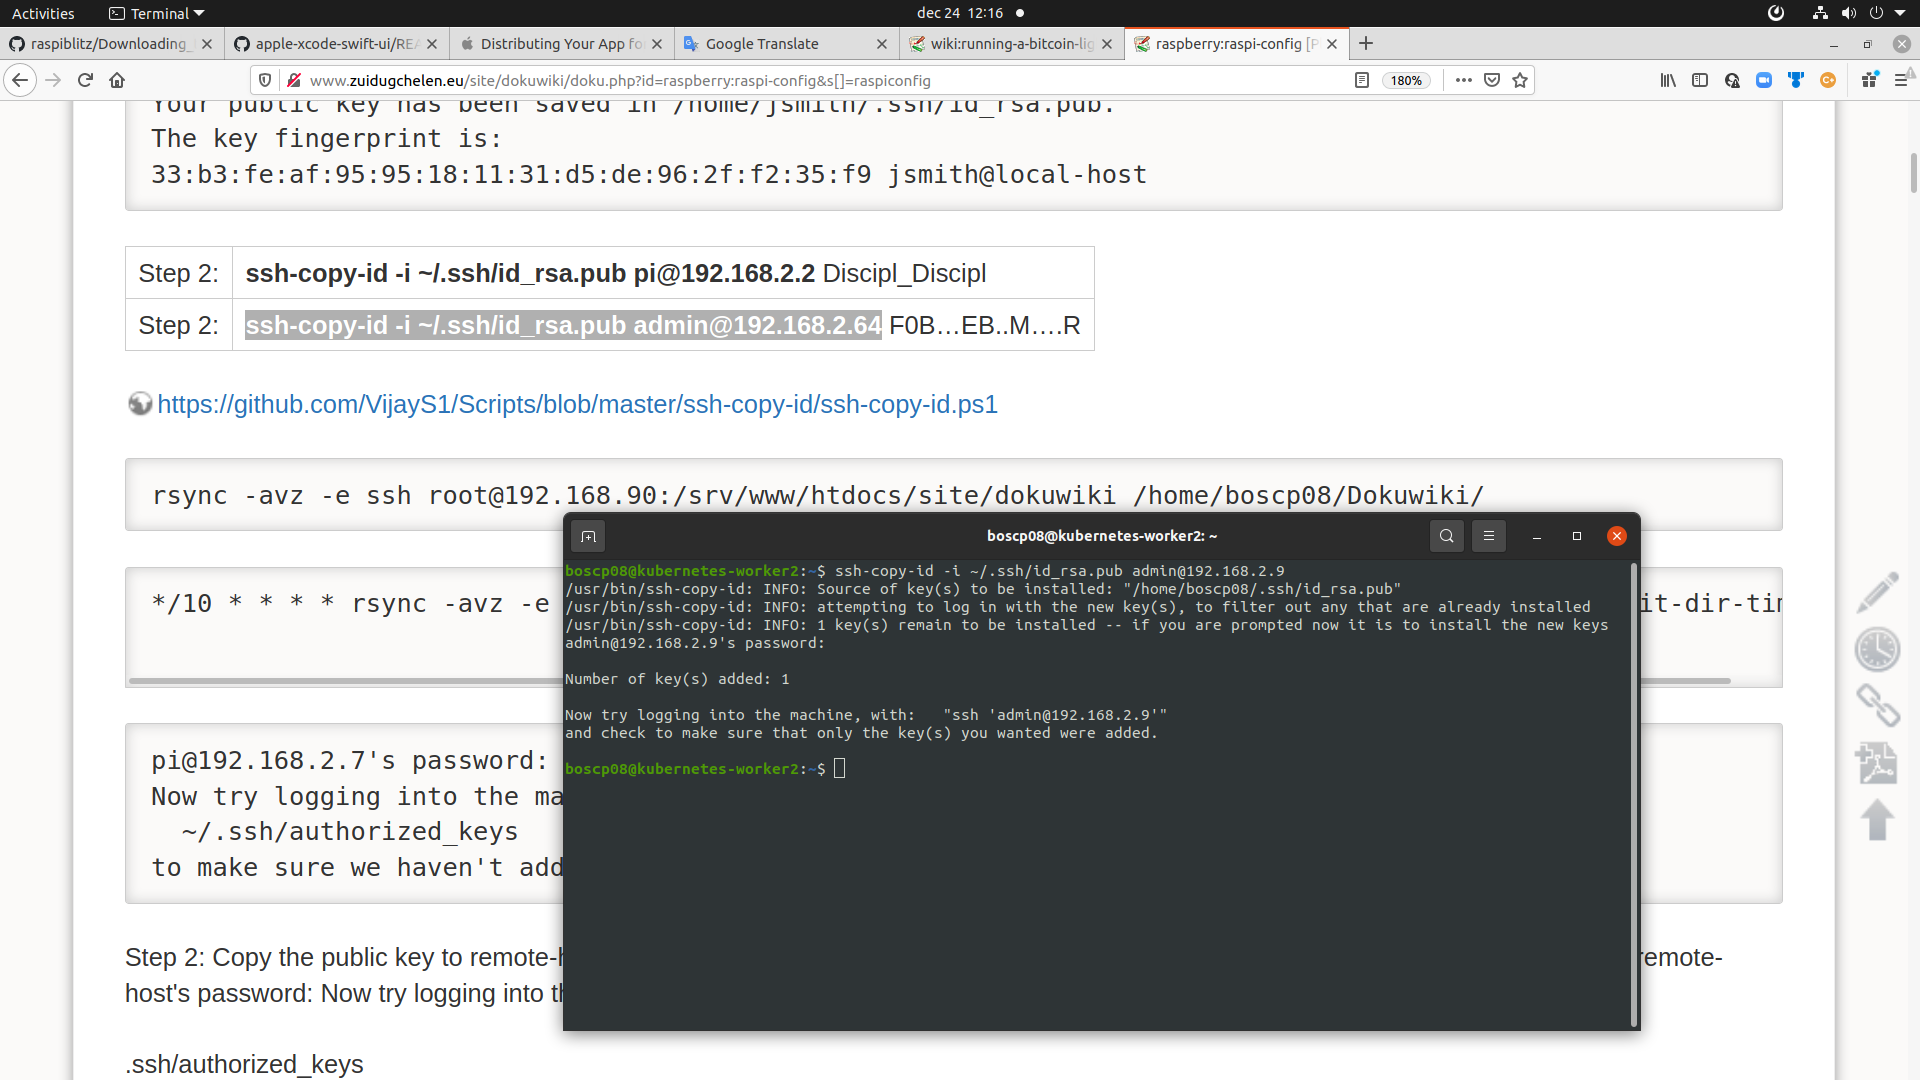 Activities Terminal dec 24 12:16
raspiblitz/Downloading_ apple-xcode-swift-ui/REA Distributing Your App fo Google Translate wiki:running-a-bitcoin-lig raspberry:raspi-config [P
www.zuidugchelen.eu/site/dokuwiki/doku.php?id=raspberry:raspi-config&s[]=raspiconfig 180%
Your public key has been saved in /home/jsmith/.ssh/id_rsa.pub.
The key fingerprint is:
33:b3:fe:af:95:95:18:11:31:d5:de:96:2f:f2:35:f9 jsmith@local-host
Step 2: ssh-copy-id -i ~/.ssh/id_rsa.pub pi@192.168.2.2 Discipl_Discipl
Step 2: ssh-copy-id -i ~/.ssh/id_rsa.pub admin@192.168.2.64 F0B…EB..M….R
https://github.com/VijayS1/Scripts/blob/master/ssh-copy-id/ssh-copy-id.ps1
rsync -avz -e ssh root@192.168.90:/srv/www/htdocs/site/dokuwiki /home/boscp08/Dokuwiki/
*/10 * * * * rsync -avz -e it-dir-tim
pi@192.168.2.7's password:
Now try logging into the ma
~/.ssh/authorized_keys
to make sure we haven't add
Step 2: Copy the public key to remote-h remote-
host's password: Now try logging into th
.ssh/authorized_keys
boscp08@kubernetes-worker2: ~
boscp08@kubernetes-worker2:~$ ssh-copy-id -i ~/.ssh/id_rsa.pub admin@192.168.2.9
/usr/bin/ssh-copy-id: INFO: Source of key(s) to be installed: "/home/boscp08/.ssh/id_rsa.pub"
/usr/bin/ssh-copy-id: INFO: attempting to log in with the new key(s), to filter out any that are already installed
/usr/bin/ssh-copy-id: INFO: 1 key(s) remain to be installed -- if you are prompted now it is to install the new keys
admin@192.168.2.9's password:
Number of key(s) added: 1
Now try logging into the machine, with: "ssh 'admin@192.168.2.9'"
and check to make sure that only the key(s) you wanted were added.
boscp08@kubernetes-worker2:~$